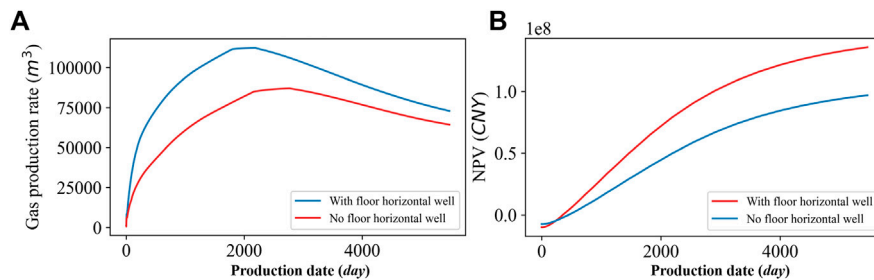 A
Gas production rate (m³)
100000
75000
50000
25000
0
0
2000
4000
Production date (day)
With floor horizontal well
No floor horizontal well
B
1e8
NPV (CNY)
1.0
0.5
0.0
0
2000
4000
Production date (day)
With floor horizontal well
No floor horizontal well